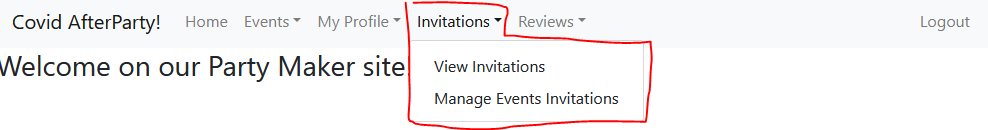 Covid AfterParty! Home Events My Profile Invitations Reviews Logout
Welcome on our Party Maker site
View Invitations
Manage Events Invitations